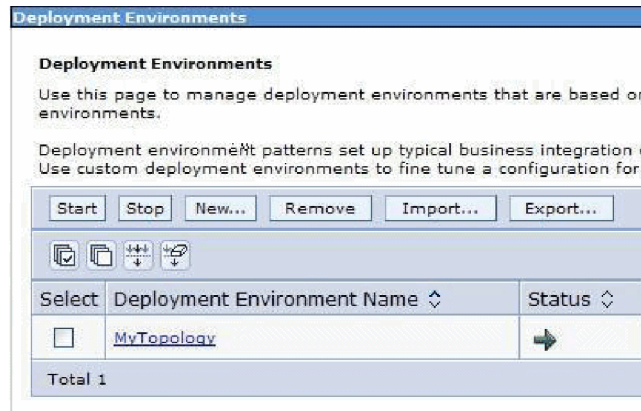 Deployment Environments
Deployment Environments
Use this page to manage deployment environments that are based on
environments.
Deployment environment patterns set up typical business integration
Use custom deployment environments to fine tune a configuration for
Start Stop New... Remove Import... Export...
Select Deployment Environment Name Status
MyTopology
Total 1